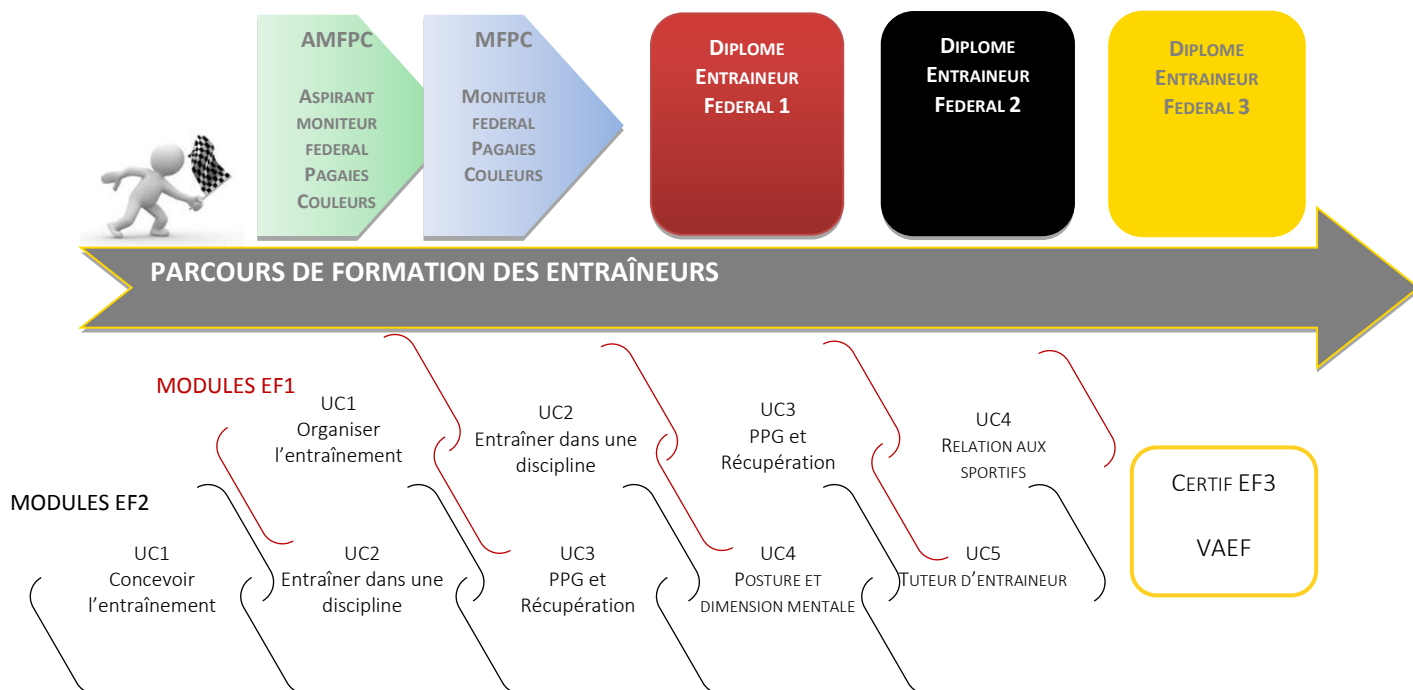 AMFPC
ASPIRANT
MONITEUR
FEDERAL
PAGAIES
COULEURS
MFPC
MONITEUR
FEDERAL
PAGAIES
COULEURS
DIPLOME
ENTRAINEUR
FEDERAL 1
DIPLOME
ENTRAINEUR
FEDERAL 2
DIPLOME
ENTRAINEUR
FEDERAL 3
PARCOURS DE FORMATION DES ENTRAÎNEURS
MODULES EF1
UC1
Organiser
l'entraînement
UC2
Entraîner dans une
discipline
UC3
PPG et
Récupération
UC4
RELATION AUX
SPORTIFS
MODULES EF2
UC1
Concevoir
l'entraînement
UC2
Entraîner dans une
discipline
UC3
PPG et
Récupération
UC4
POSTURE ET
DIMENSION MENTALE
UC5
TUTEUR D'ENTRAINEUR
CERTIF EF3
VAEF